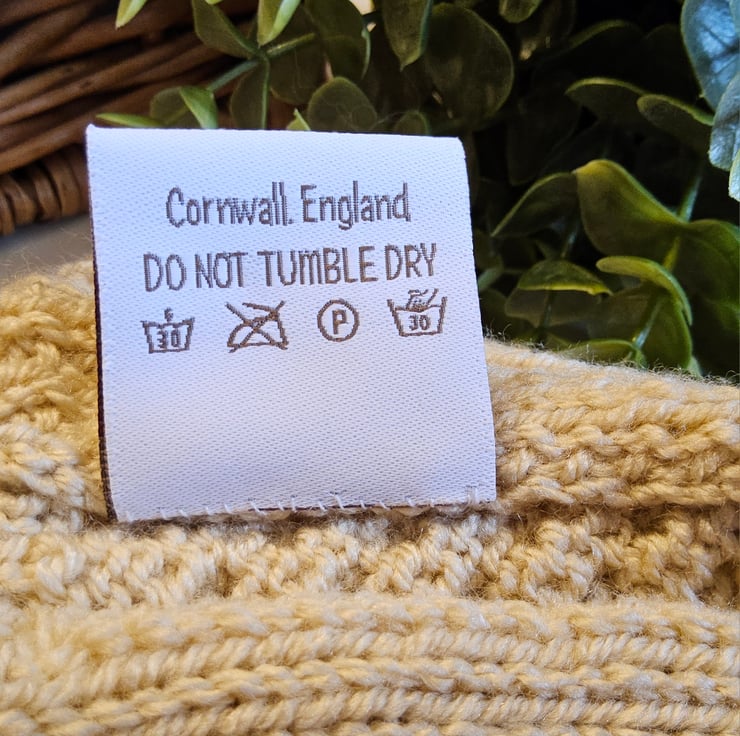 Cornwall. England
DO NOT TUMBLE DRY
30 P 30